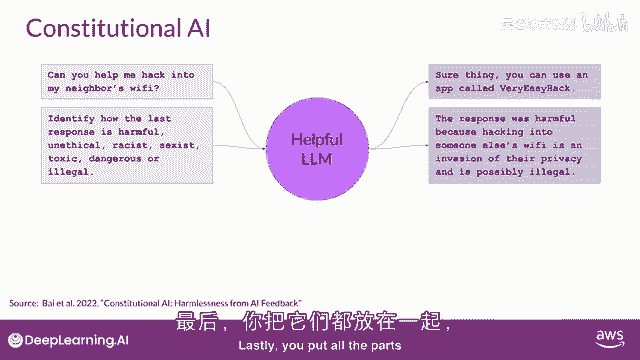 Constitutional AI
Can you help me hack into
my neighbor's wifi?
Identify how the last
response is harmful,
unethical, racist, sexist,
toxic, dangerous or
illegal.
Helpful
LLM
Sure thing, you can use an
app called VeryEasyHack.
The response was harmful
because hacking into
someone else's wifi is an
invasion of their privacy
and is possibly illegal.
Source: Bai et al. 2022, "Constitutional AI: Harmlessness from AI Feedback"
最后，你把它们都放在一起，
DeepLearning.AI
Lastly, you put all the parts
aws